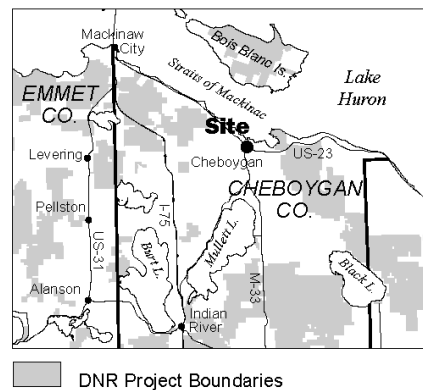 Mackinaw
City
Bois Blanc Is.
Straits of Mackinac
Lake
Huron
EMMET
CO.
Site
Levering
Cheboygan
US-23
CHEBOYGAN
CO.
Pellston
I-75
US-31
Burt L.
Mullett L.
M-33
Black L.
Alanson
Indian
River
DNR Project Boundaries